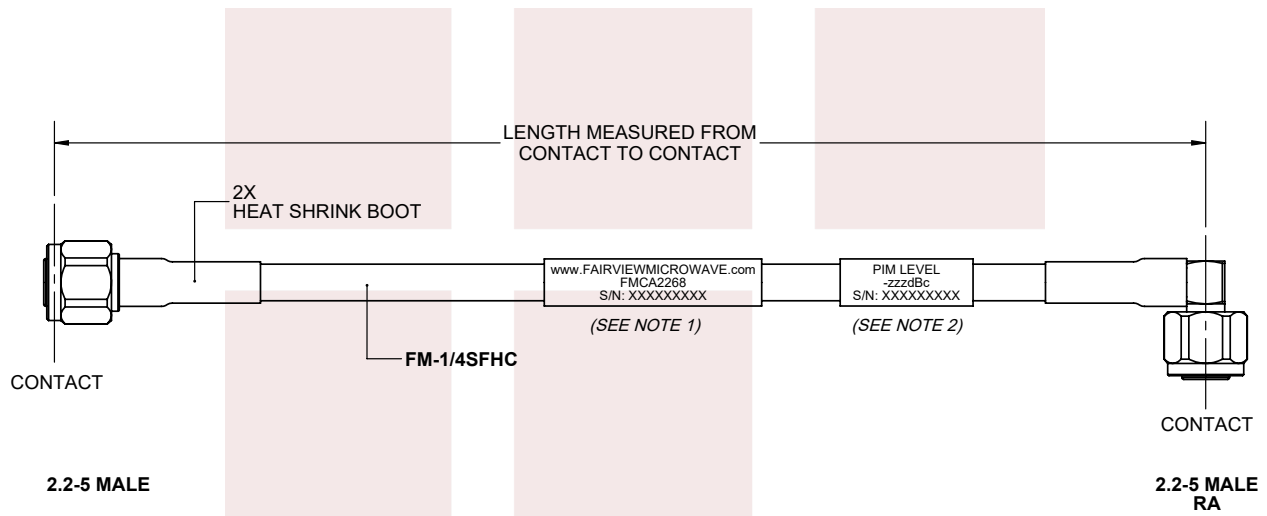 LENGTH MEASURED FROM
CONTACT TO CONTACT
2X
HEAT SHRINK BOOT
www.FAIRVIEWMICROWAVE.com
FMCA2268
S/N: XXXXXXXXX
PIM LEVEL
-zzzdBc
S/N: XXXXXXXXX
(SEE NOTE 1)
(SEE NOTE 2)
FM-1/4SFHC
CONTACT
CONTACT
2.2-5 MALE
2.2-5 MALE
RA